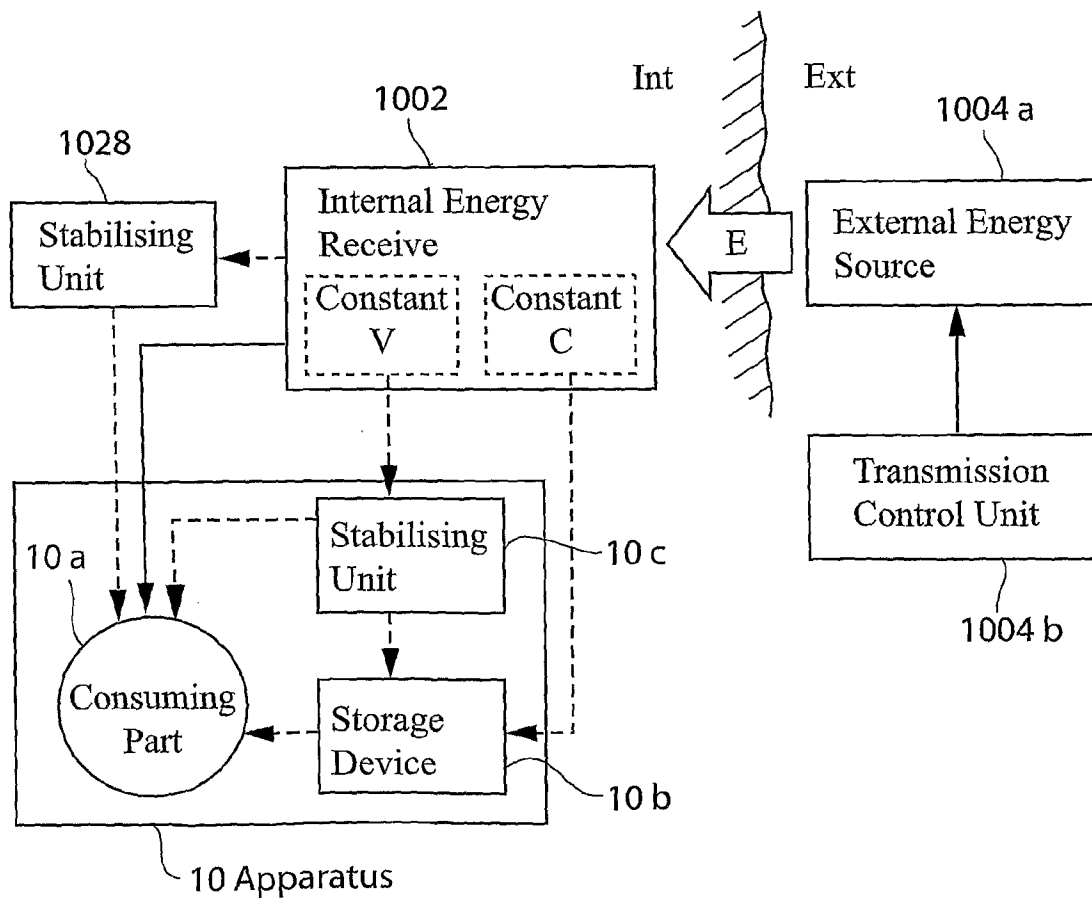 Int
Ext
1002
1004 a
1028
Stabilising
Unit
Internal Energy
Receive
Constant
V
Constant
C
E
External Energy
Source
Transmission
Control Unit
1004 b
10 a
Stabilising
Unit
10 c
Consuming
Part
Storage
Device
10 b
10 Apparatus